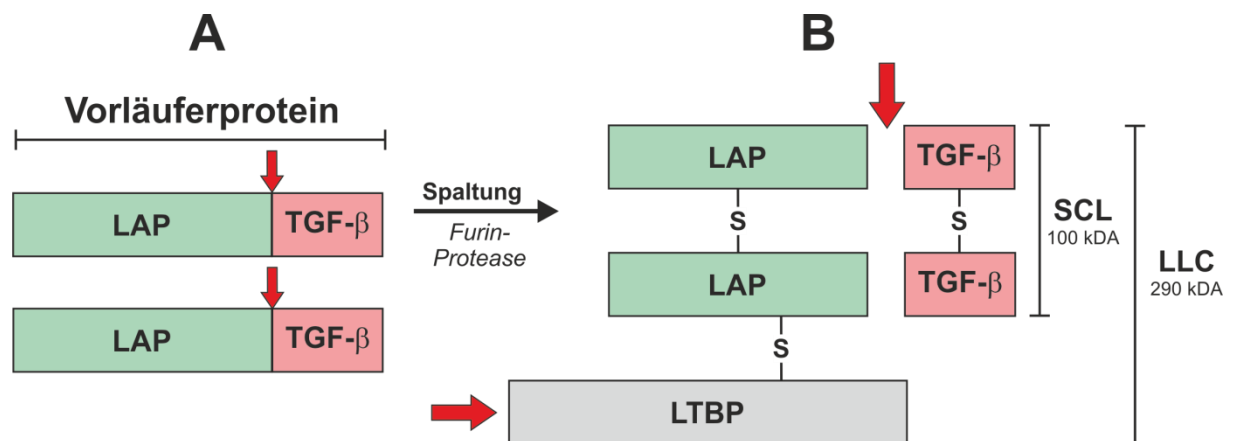 A
B
Vorläuferprotein
LAP
TGF-β
LAP
TGF-β
Spaltung
Furin-
Protease
LAP
TGF-β
S
S
LAP
TGF-β
S
LTBP
SCL
100 kDA
LLC
290 kDA